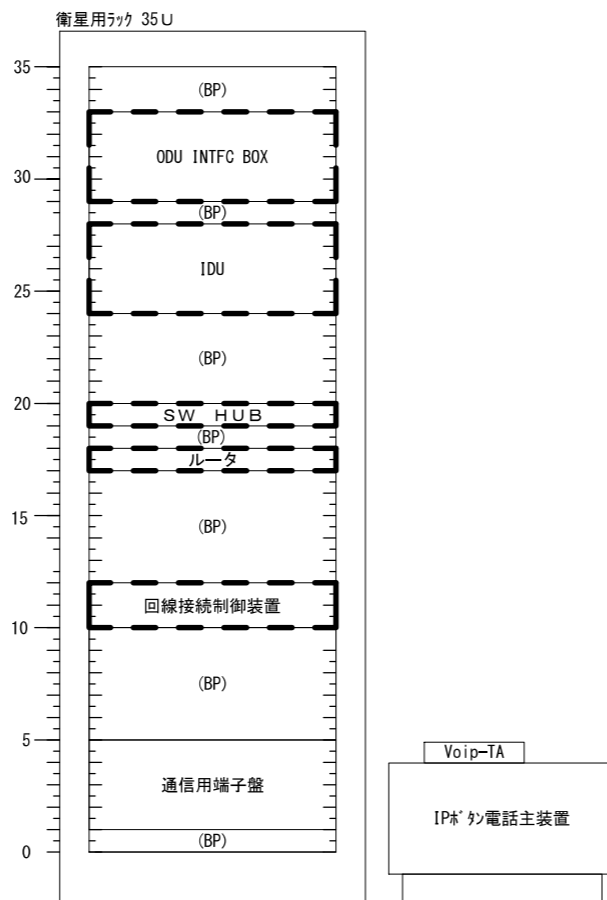 衛星用ﾗｯｸ 35U
35
(BP)
ODU INTFC BOX
30
(BP)
IDU
25
(BP)
20
SW HUB
(BP)
ルータ
15
(BP)
回線接続制御装置
10
(BP)
5
Voip-TA
通信用端子盤
IPﾎﾞﾀﾝ電話主装置
(BP)
0